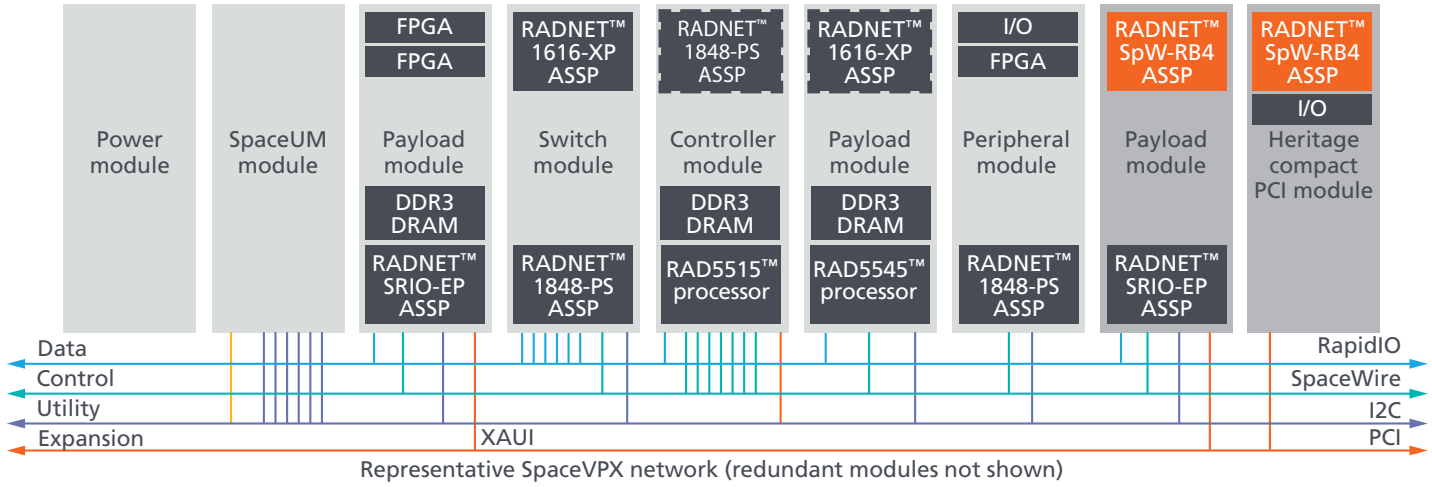 Power
module
SpaceUM
module
FPGA
FPGA
Payload
module
DDR3
DRAM
RADNET™
SRIO-EP
ASSP
RADNET™
1616-XP
ASSP
Switch
module
RADNET™
1848-PS
ASSP
RADNET™
1848-PS
ASSP
Controller
module
DDR3
DRAM
RAD5515™
processor
RADNET™
1616-XP
ASSP
Payload
module
DDR3
DRAM
RAD5545™
processor
I/O
FPGA
Peripheral
module
RADNET™
1848-PS
ASSP
RADNET™
SpW-RB4
ASSP
Payload
module
RADNET™
SRIO-EP
ASSP
RADNET™
SpW-RB4
ASSP
I/O
Heritage
compact
PCI module
Data
RapidIO
Control
SpaceWire
Utility
I2C
Expansion
XAUI
PCI
Representative SpaceVPX network (redundant modules not shown)